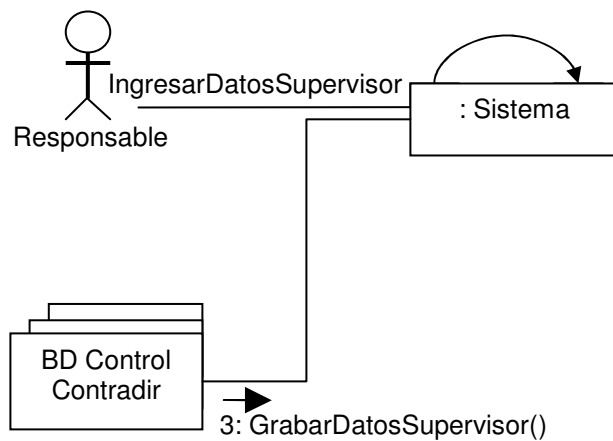 IngresarDatosSupervisor
: Sistema
Responsable
BD Control
Contradir
3: GrabarDatosSupervisor()